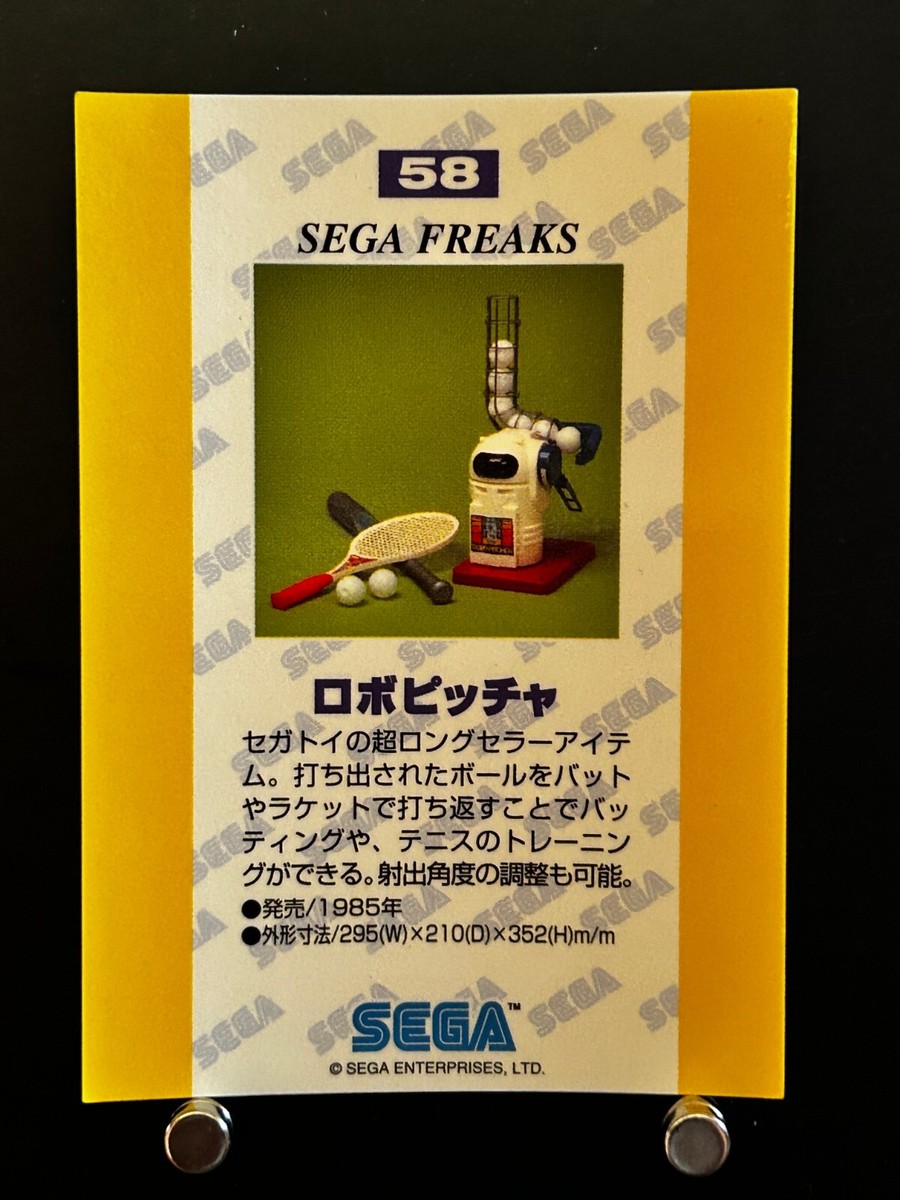 58
SEGA FREAKS
ロボピッチャ
セガトイの超ロングセラーアイテ
ム。打ち出されたボールをバット
やラケットで打ち返すことでバッ
ティングや、テニスのトレーニン
グができる。射出角度の調整も可能。
●発売/1985年
●外形寸法/295(W)×210(D)×352(H)m/m
SEGA™
© SEGA ENTERPRISES, LTD.